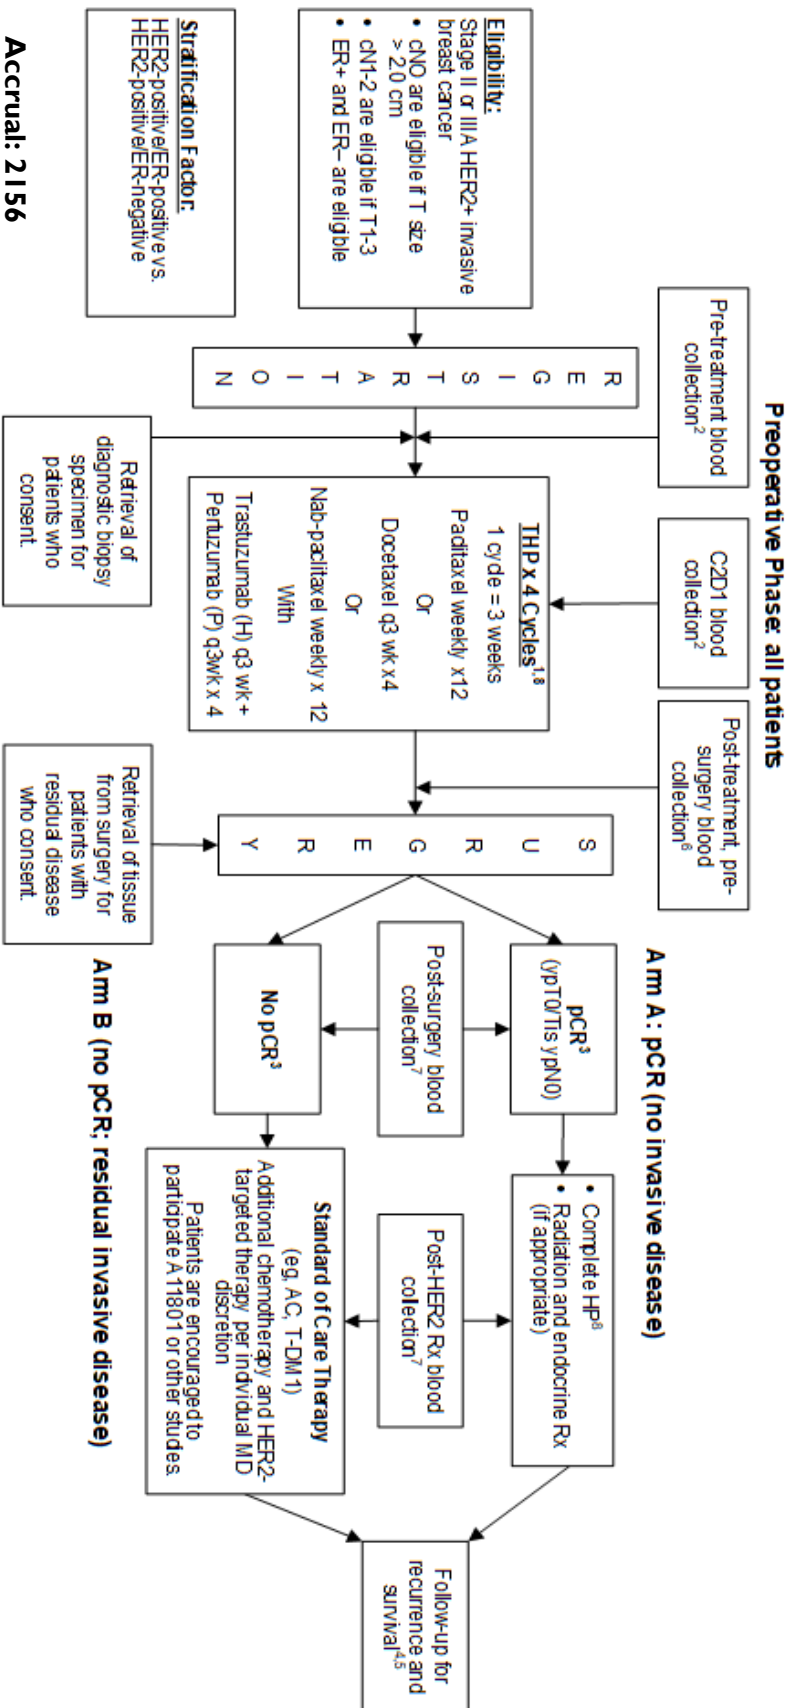 Preoperative Phase: all patients
Pre-treatment blood
collection2
C2D1 blood
collection2
Post-treatment, pre-
surgery blood
collection6
Arm A: pCR (no invasive disease)
Eligibility:
Stage II or IIIA HER2+ invasive
breast cancer
• cN0 are eligible if T size
> 2.0 cm
• cN1-2 are eligible if T1-3
• ER+ and ER– are eligible
REGISTRATION
THP x 4 Cycles1,8
1 cycle = 3 weeks
Paclitaxel weekly x12
Or
Docetaxel q3 wk x4
Or
Nab-paclitaxel weekly x 12
With
Trastuzumab (H) q3 wk +
Pertuzumab (P) q3wk x 4
SURGERY
pCR3
(ypT0/Tis ypN0)
• Complete HP8
• Radiation and endocrine Rx
(if appropriate)
Post-surgery blood
collection7
Post-HER2 Rx blood
collection7
Follow-up for
recurrence and
survival4,5
No pCR3
Standard of Care Therapy
(eg, AC, T-DM1)
Additional chemotherapy and HER2-
targeted therapy per individual MD
discretion
Patients are encouraged to
participate A11801 or other studies.
Stratification Factor:
HER2-positive/ER-positive vs.
HER2-positive/ER-negative
Retrieval of
diagnostic biopsy
specimen for
patients who
consent.
Retrieval of tissue
from surgery for
patients with
residual disease
who consent.
Arm B (no pCR; residual invasive disease)
Accrual: 2156